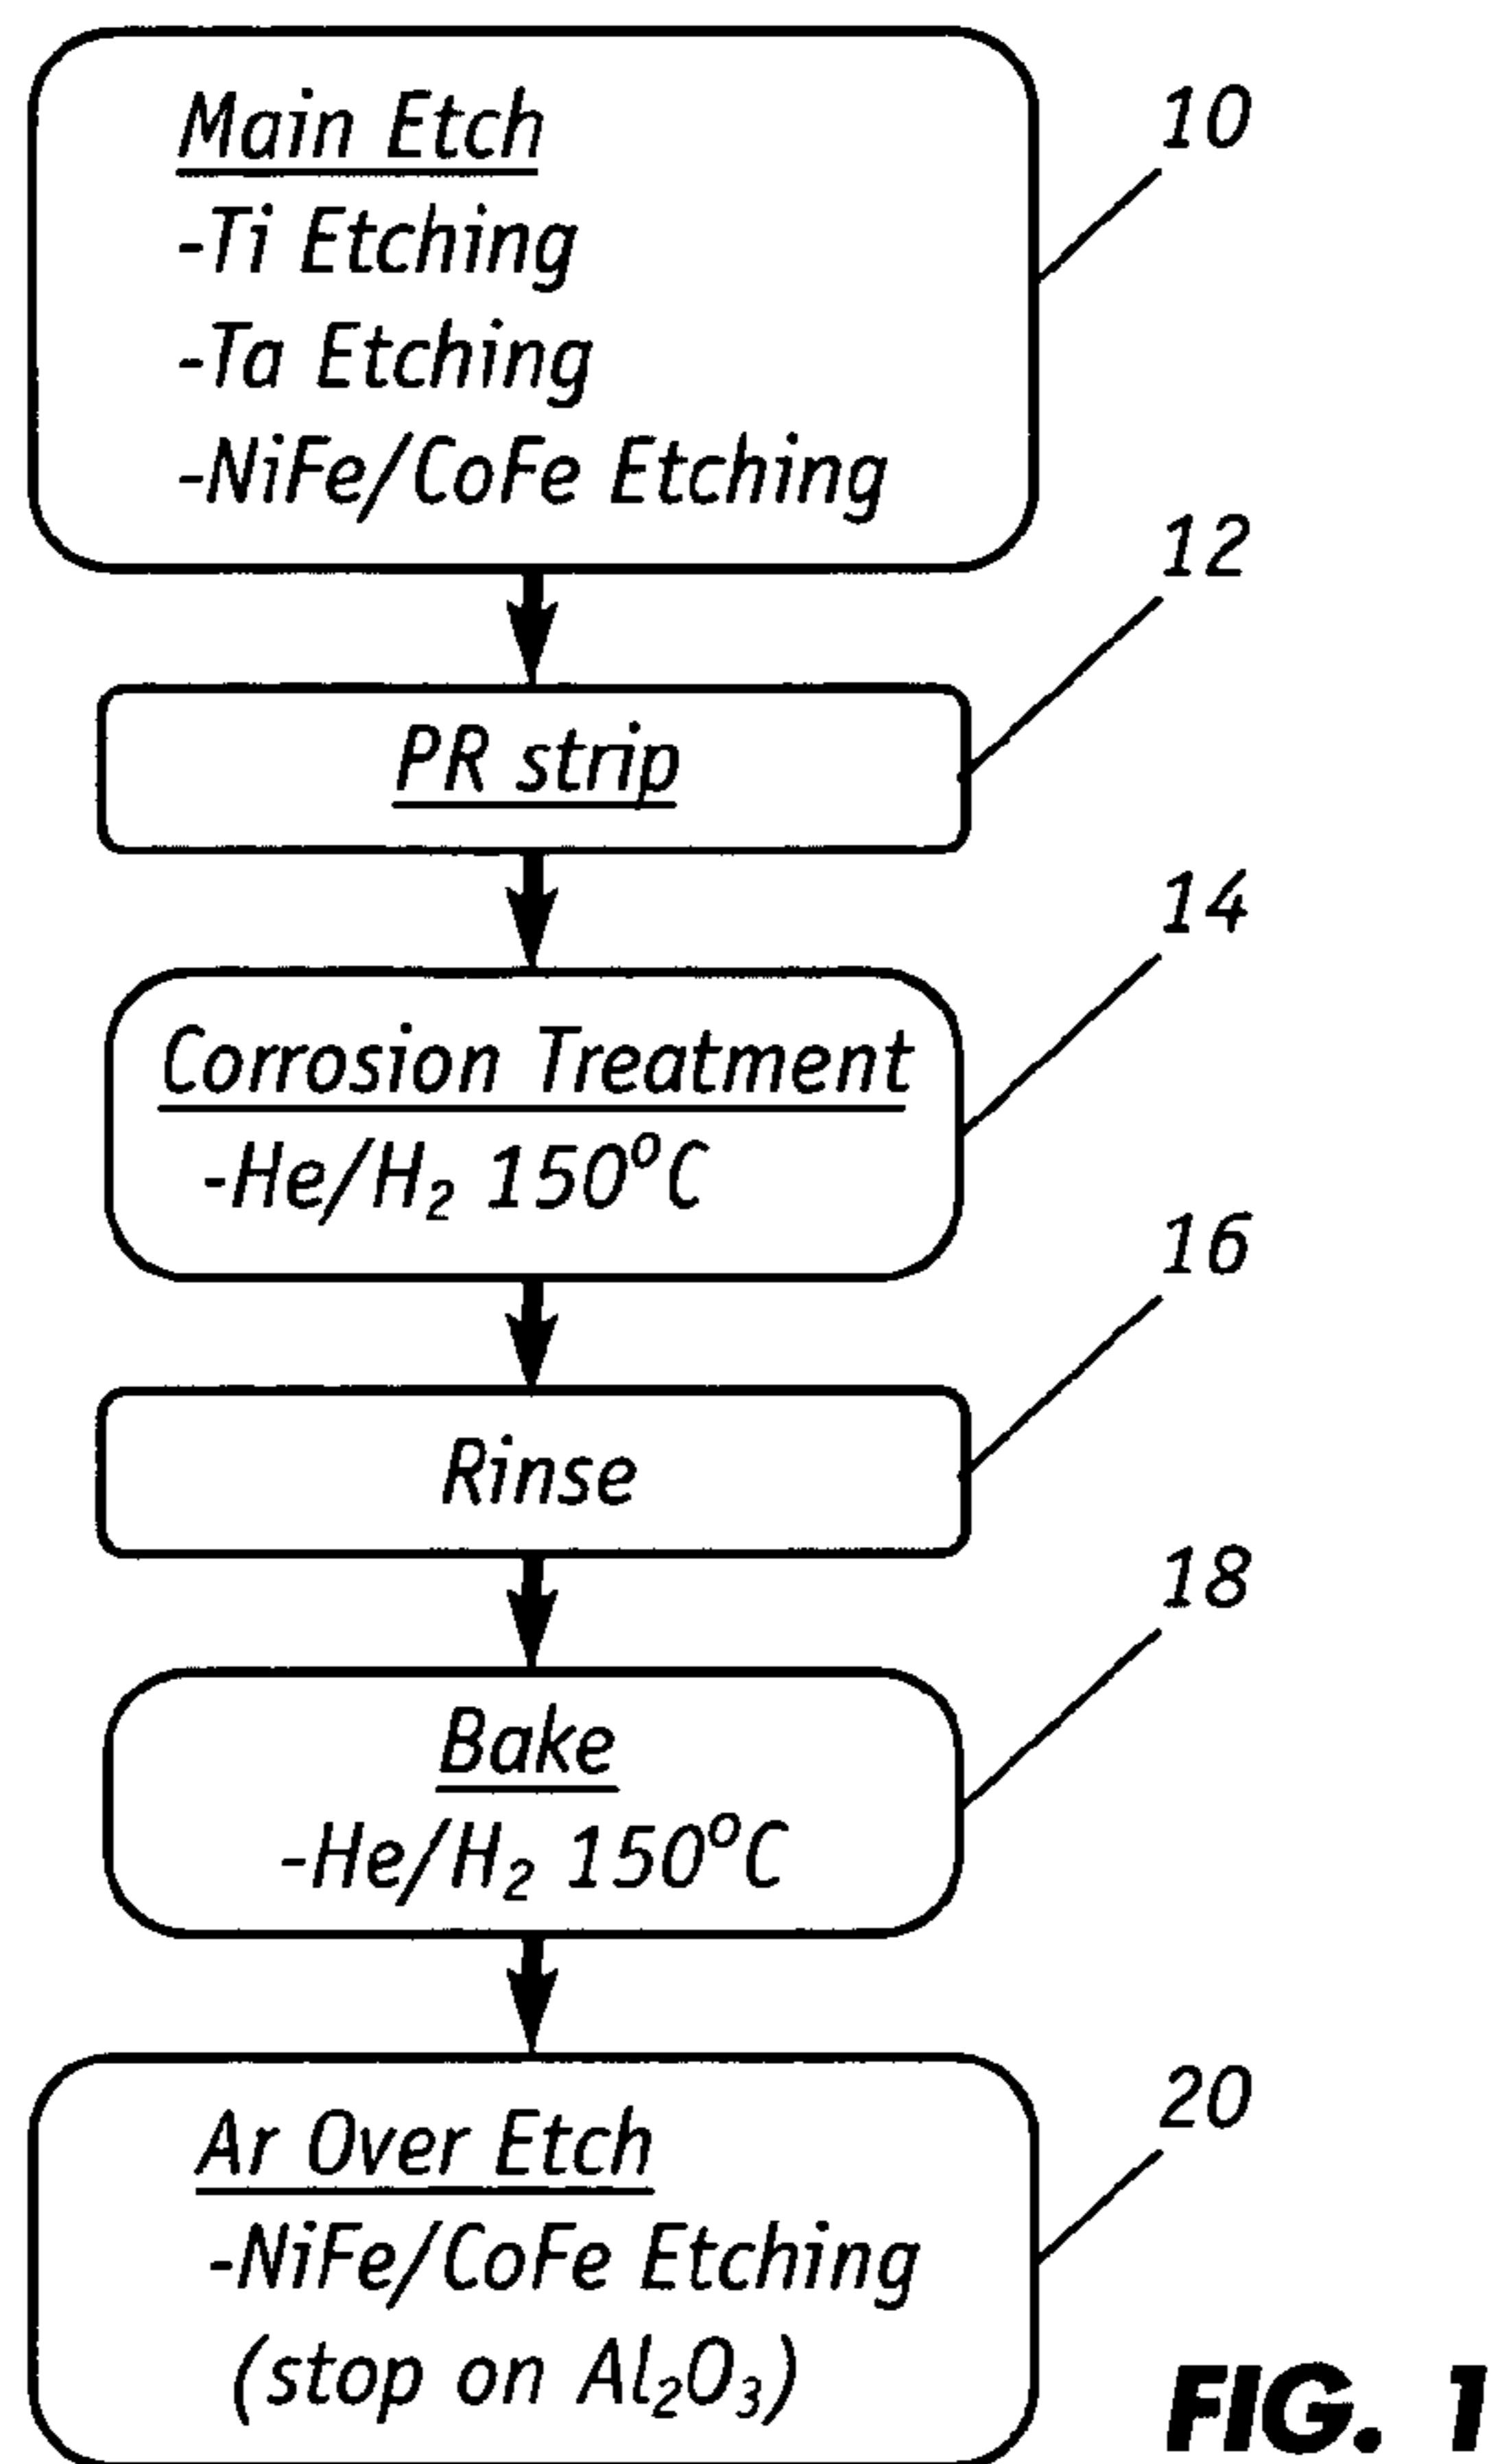 Main Etch
-Ti Etching
-Ta Etching
-NiFe/CoFe Etching
10
PR strip
12
Corrosion Treatment
-He/H₂ 150°C
14
Rinse
16
Bake
-He/H₂ 150°C
18
Ar Over Etch
-NiFe/CoFe Etching
(stop on Al₂O₃)
20
FIG. 1